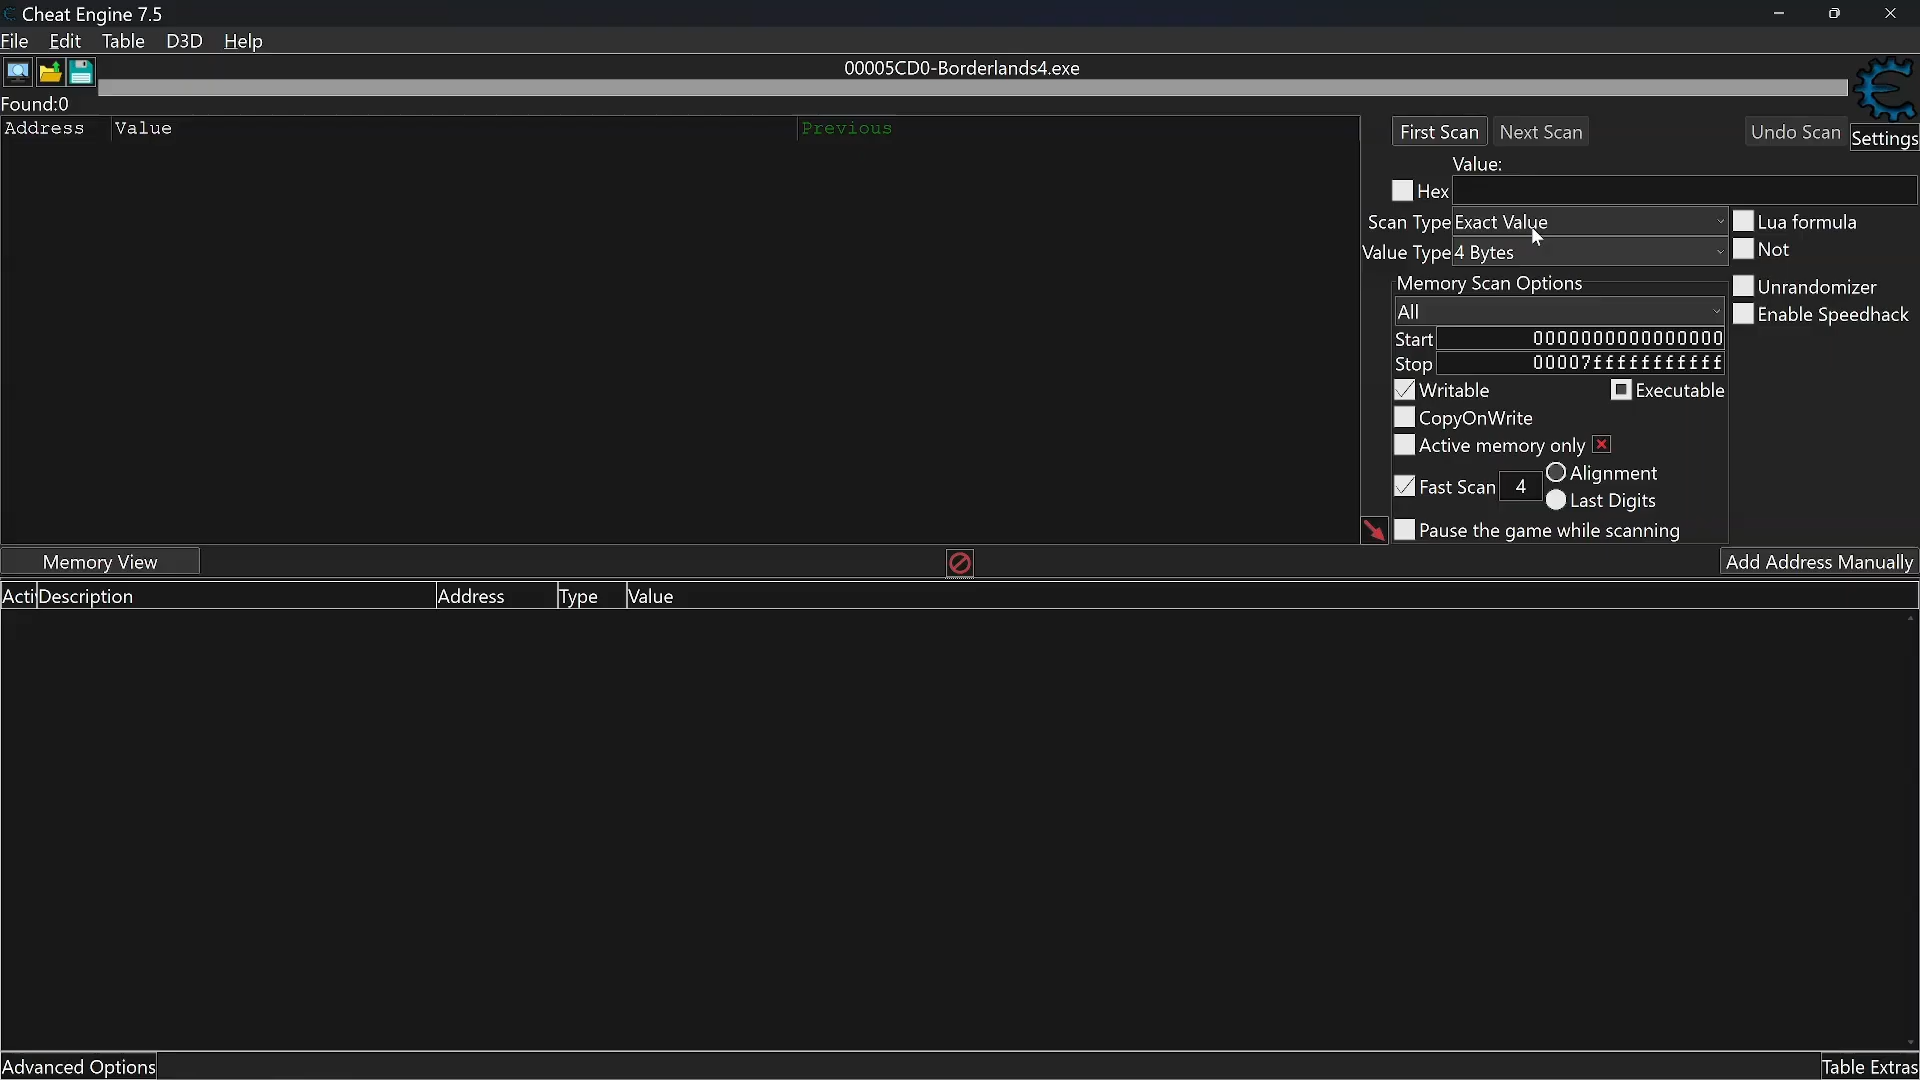 Cheat Engine 7.5
File Edit Table D3D Help
00005CD0-Borderlands4.exe
Found:0
Settings
Address Value Previous
First Scan Next Scan Undo Scan
Value:
Hex
Scan Type Exact Value
Lua formula
Value Type 4 Bytes
Not
Memory Scan Options
Unrandomizer
All
Enable Speedhack
Start 0000000000000000
Stop 00007fffffffffff
Writable Executable
CopyOnWrite
Active memory only
Fast Scan 4 Alignment
Last Digits
Pause the game while scanning
Memory View Add Address Manually
Acti Description Address Type Value
Advanced Options Table Extras